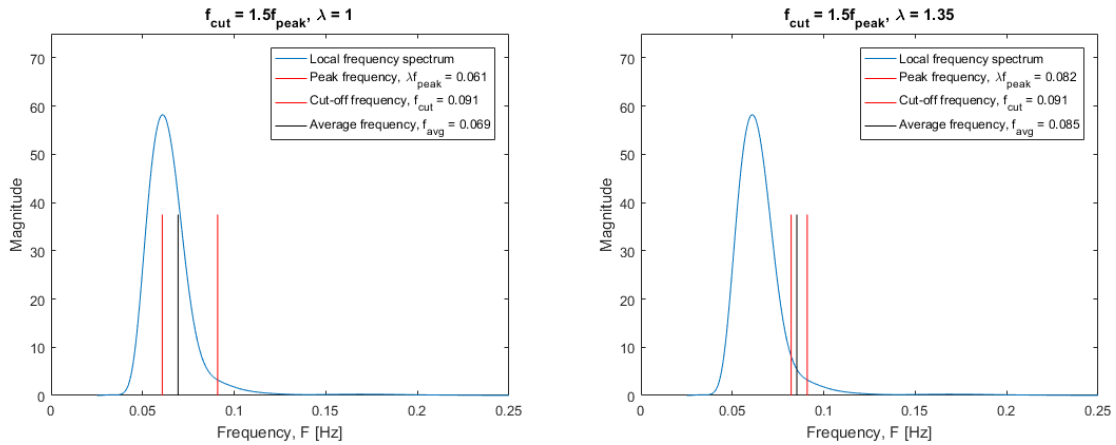 f_cut = 1.5f_peak, λ = 1
Magnitude
70
60
50
40
30
20
10
0
Local frequency spectrum
Peak frequency, λf_peak = 0.061
Cut-off frequency, f_cut = 0.091
Average frequency, f_avg = 0.069
0 0.05 0.1 0.15 0.2 0.25
Frequency, F [Hz]
f_cut = 1.5f_peak, λ = 1.35
Magnitude
70
60
50
40
30
20
10
0
Local frequency spectrum
Peak frequency, λf_peak = 0.082
Cut-off frequency, f_cut = 0.091
Average frequency, f_avg = 0.085
0 0.05 0.1 0.15 0.2 0.25
Frequency, F [Hz]